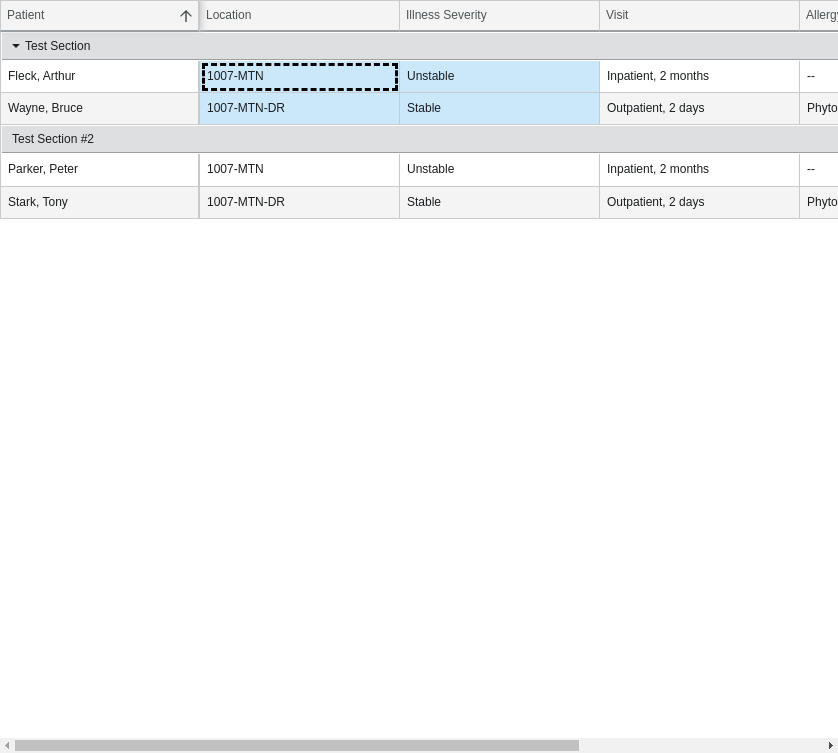 Patient Location Illness Severity Visit Allergy
Test Section
Fleck, Arthur 1007-MTN Unstable Inpatient, 2 months --
Wayne, Bruce 1007-MTN-DR Stable Outpatient, 2 days Phyto
Test Section #2
Parker, Peter 1007-MTN Unstable Inpatient, 2 months --
Stark, Tony 1007-MTN-DR Stable Outpatient, 2 days Phyto